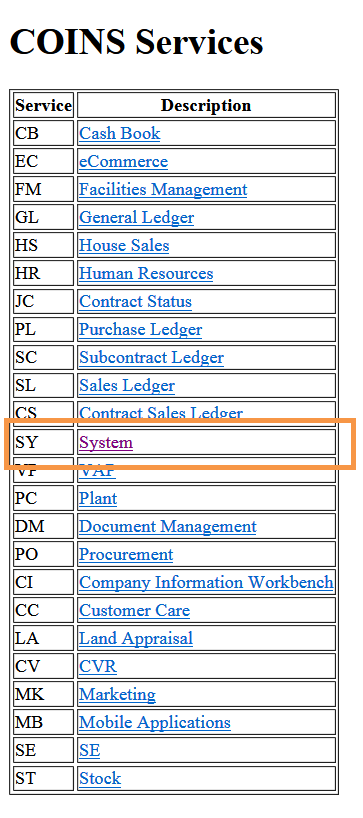 COINS Services
Service Description
CB Cash Book
EC eCommerce
FM Facilities Management
GL General Ledger
HS House Sales
HR Human Resources
JC Contract Status
PL Purchase Ledger
SC Subcontract Ledger
SL Sales Ledger
CS Contract Sales Ledger
SY System
VP VAP
PC Plant
DM Document Management
PO Procurement
CI Company Information Workbench
CC Customer Care
LA Land Appraisal
CV CVR
MK Marketing
MB Mobile Applications
SE SE
ST Stock